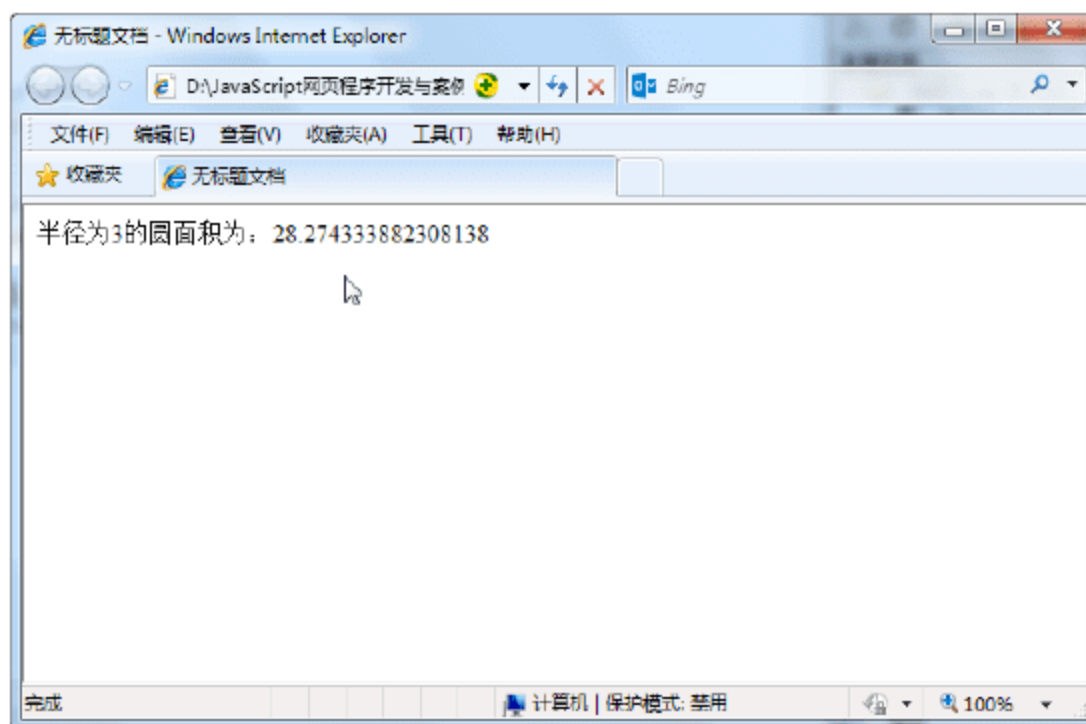 无标题文档 - Windows Internet Explorer
D:\JavaScript网页程序开发与案例
Bing
文件(F) 编辑(E) 查看(V) 收藏夹(A) 工具(T) 帮助(H)
收藏夹 无标题文档
半径为3的圆面积为：28.274333882308138
完成 计算机 | 保护模式: 禁用 100%